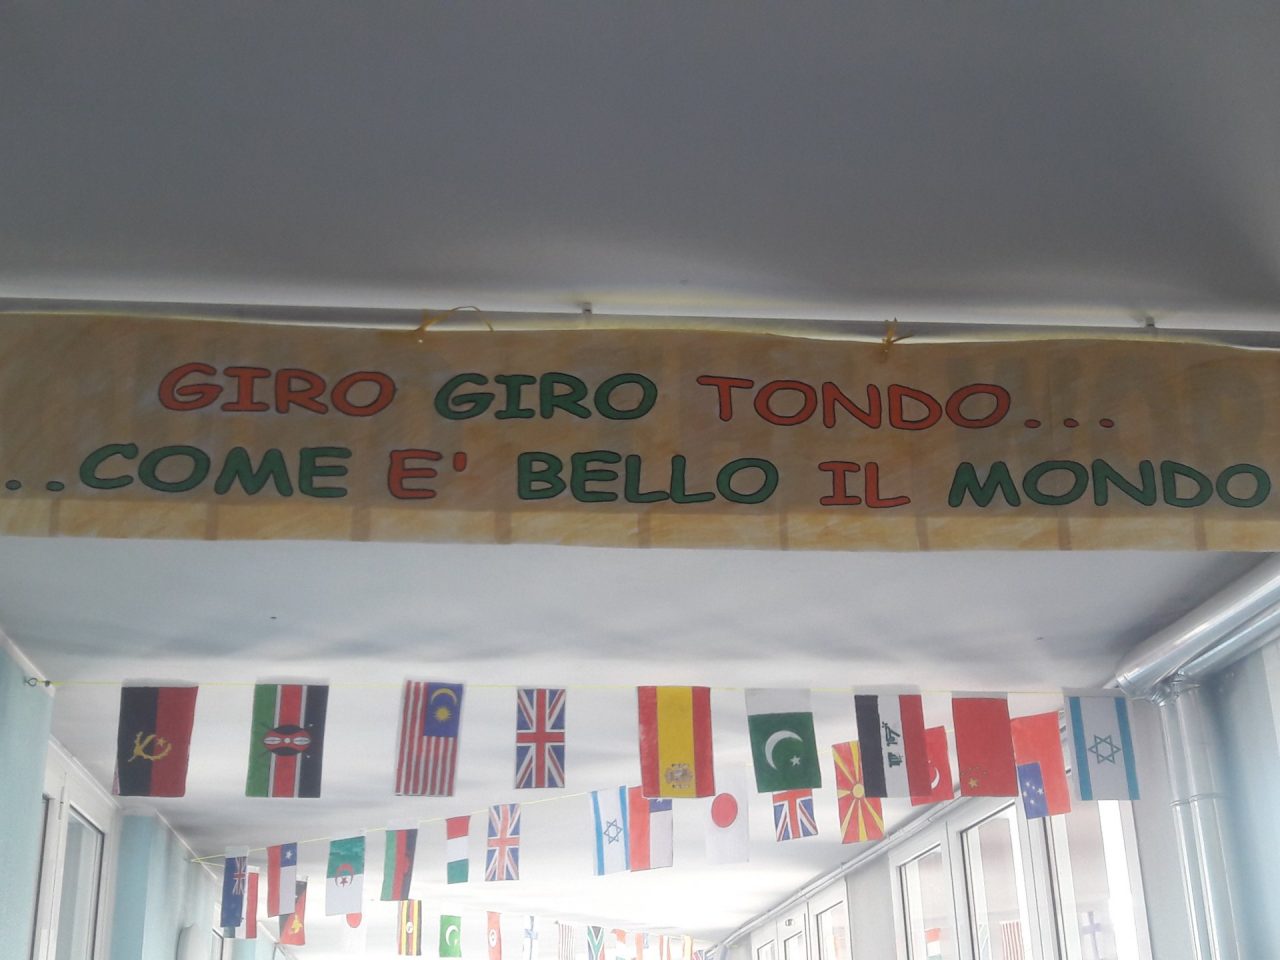 GIRO GIRO TONDO...
...COME E' BELLO IL MONDO